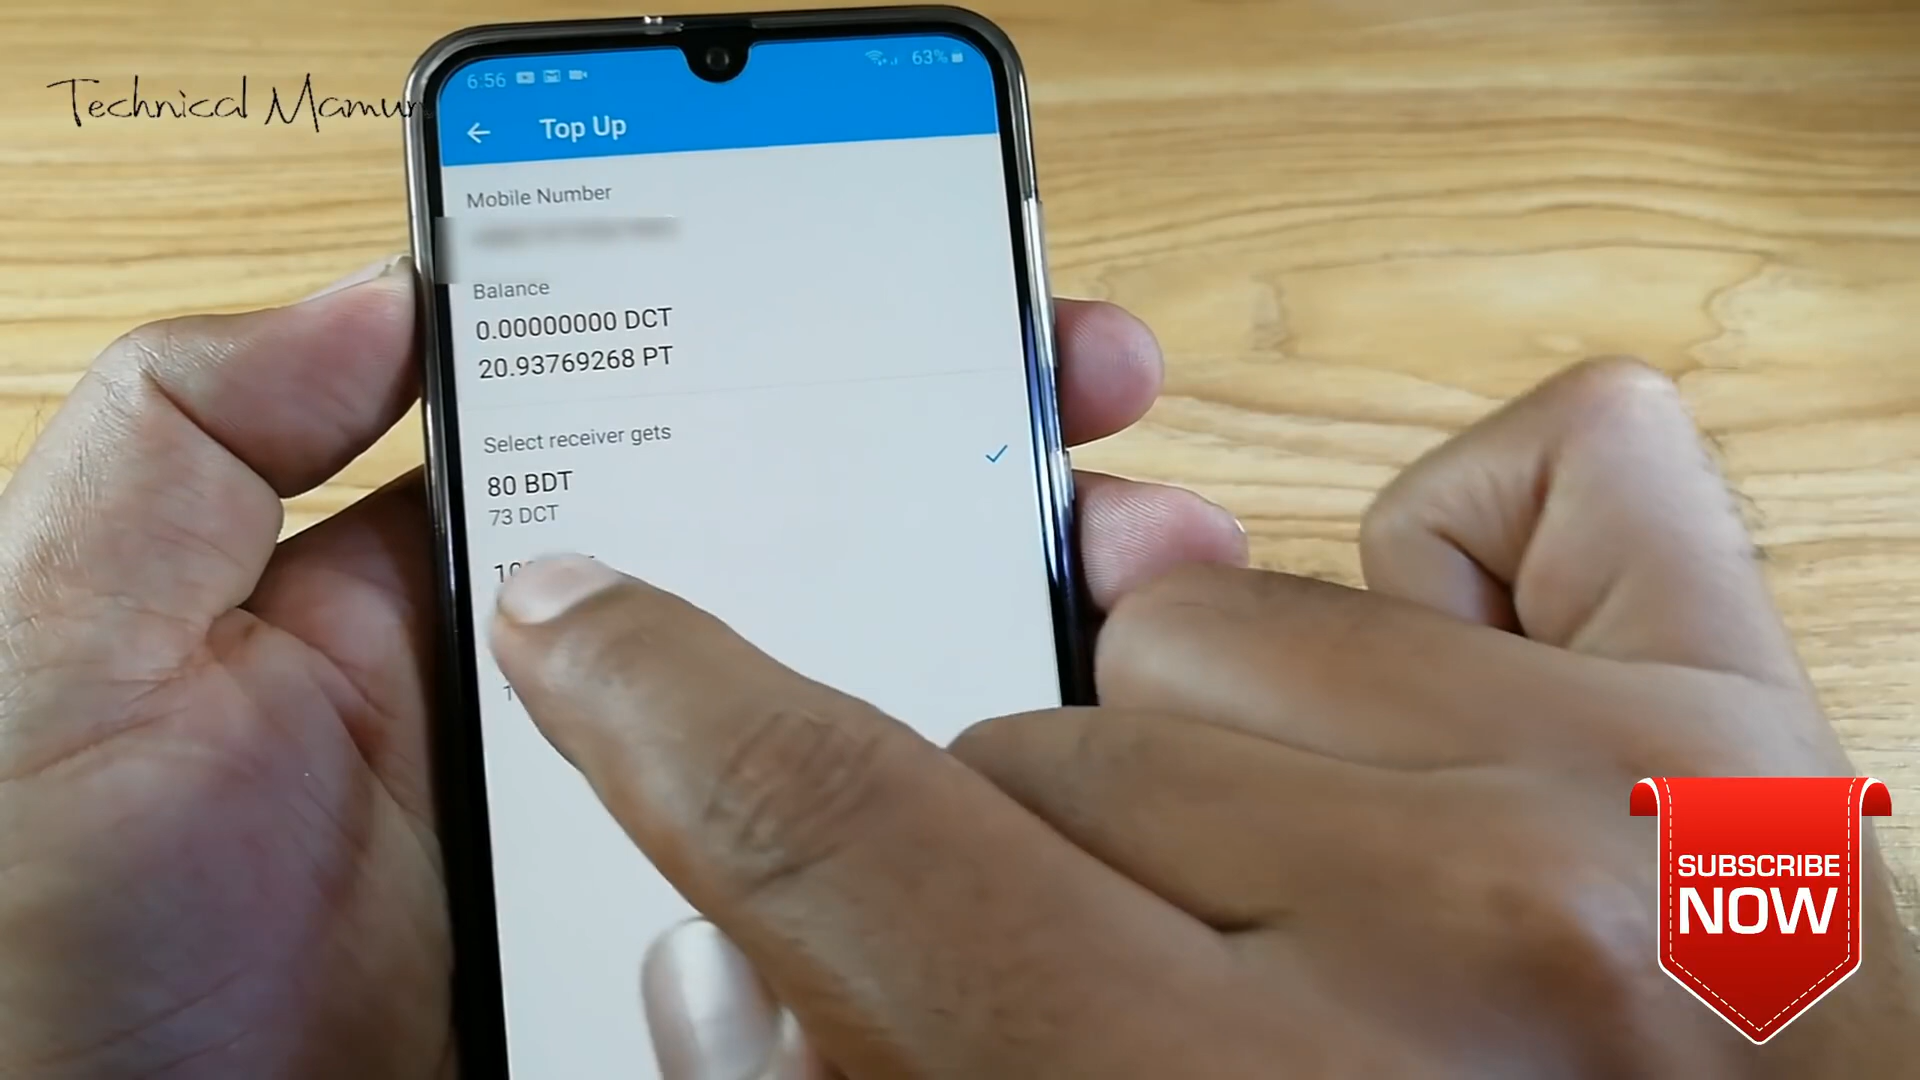 Technical Mamun
6:56
63%
Top Up
Mobile Number
Balance
0.00000000 DCT
20.93769268 PT
Select receiver gets
80 BDT
73 DCT
SUBSCRIBE
NOW